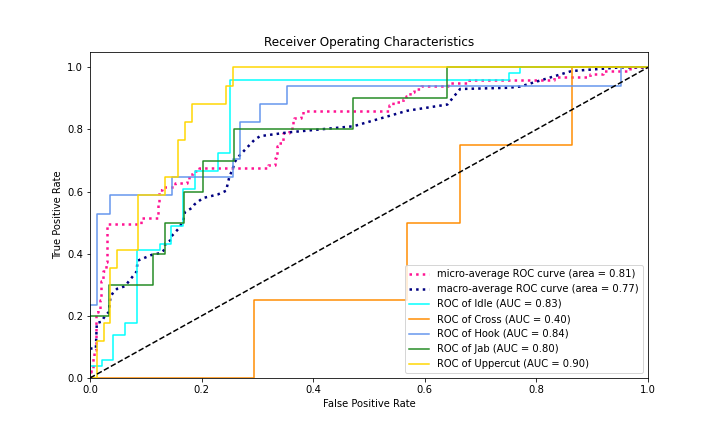 Receiver Operating Characteristics
True Positive Rate
1.0
0.8
0.6
0.4
0.2
0.0
micro-average ROC curve (area = 0.81)
macro-average ROC curve (area = 0.77)
ROC of Idle (AUC = 0.83)
ROC of Cross (AUC = 0.40)
ROC of Hook (AUC = 0.84)
ROC of Jab (AUC = 0.80)
ROC of Uppercut (AUC = 0.90)
0.0 0.2 0.4 0.6 0.8 1.0
False Positive Rate